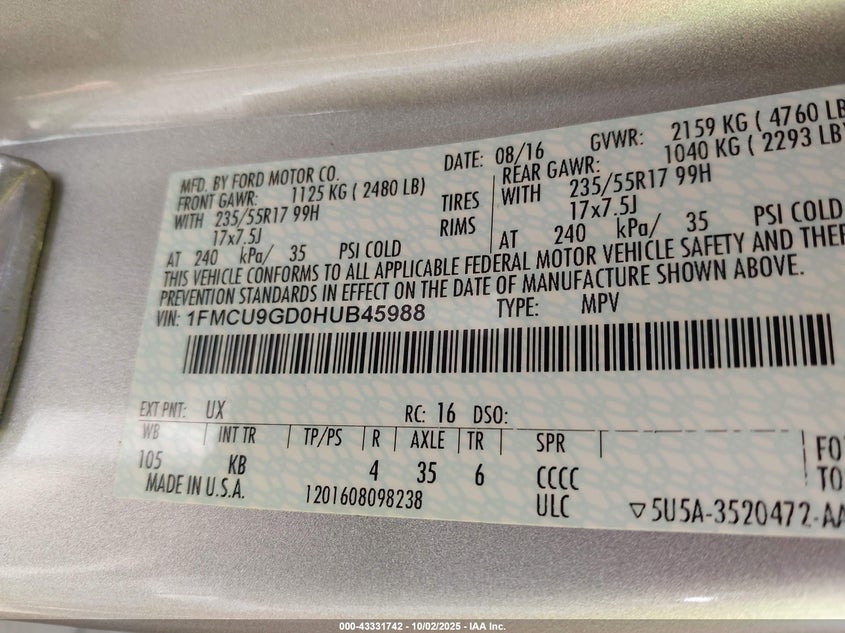 MFD. BY FORD MOTOR CO.
DATE: 08/16 GVWR: 2159 KG ( 4760 LB
FRONT GAWR: 1125 KG ( 2480 LB) REAR GAWR: 1040 KG ( 2293 LB)
WITH 235/55R17 99H TIRES WITH 235/55R17 99H
17x7.5J RIMS 17x7.5J
AT 240 kPa/ 35 PSI COLD AT 240 kPa/ 35 PSI COLD
THIS VEHICLE CONFORMS TO ALL APPLICABLE FEDERAL MOTOR VEHICLE SAFETY AND THEF
PREVENTION STANDARDS IN EFFECT ON THE DATE OF MANUFACTURE SHOWN ABOVE.
VIN: 1FMCU9GD0HUB45988 TYPE: MPV
EXT PNT: UX RC: 16 DSO:
WB INT TR TP/PS R AXLE TR SPR
105 KB 4 35 6 CCCC
FO
TO
MADE IN U.S.A. 1201608098238 ULC ▽5U5A-3520472-AA
000-43331742 - 10/02/2025 - IAA Inc.